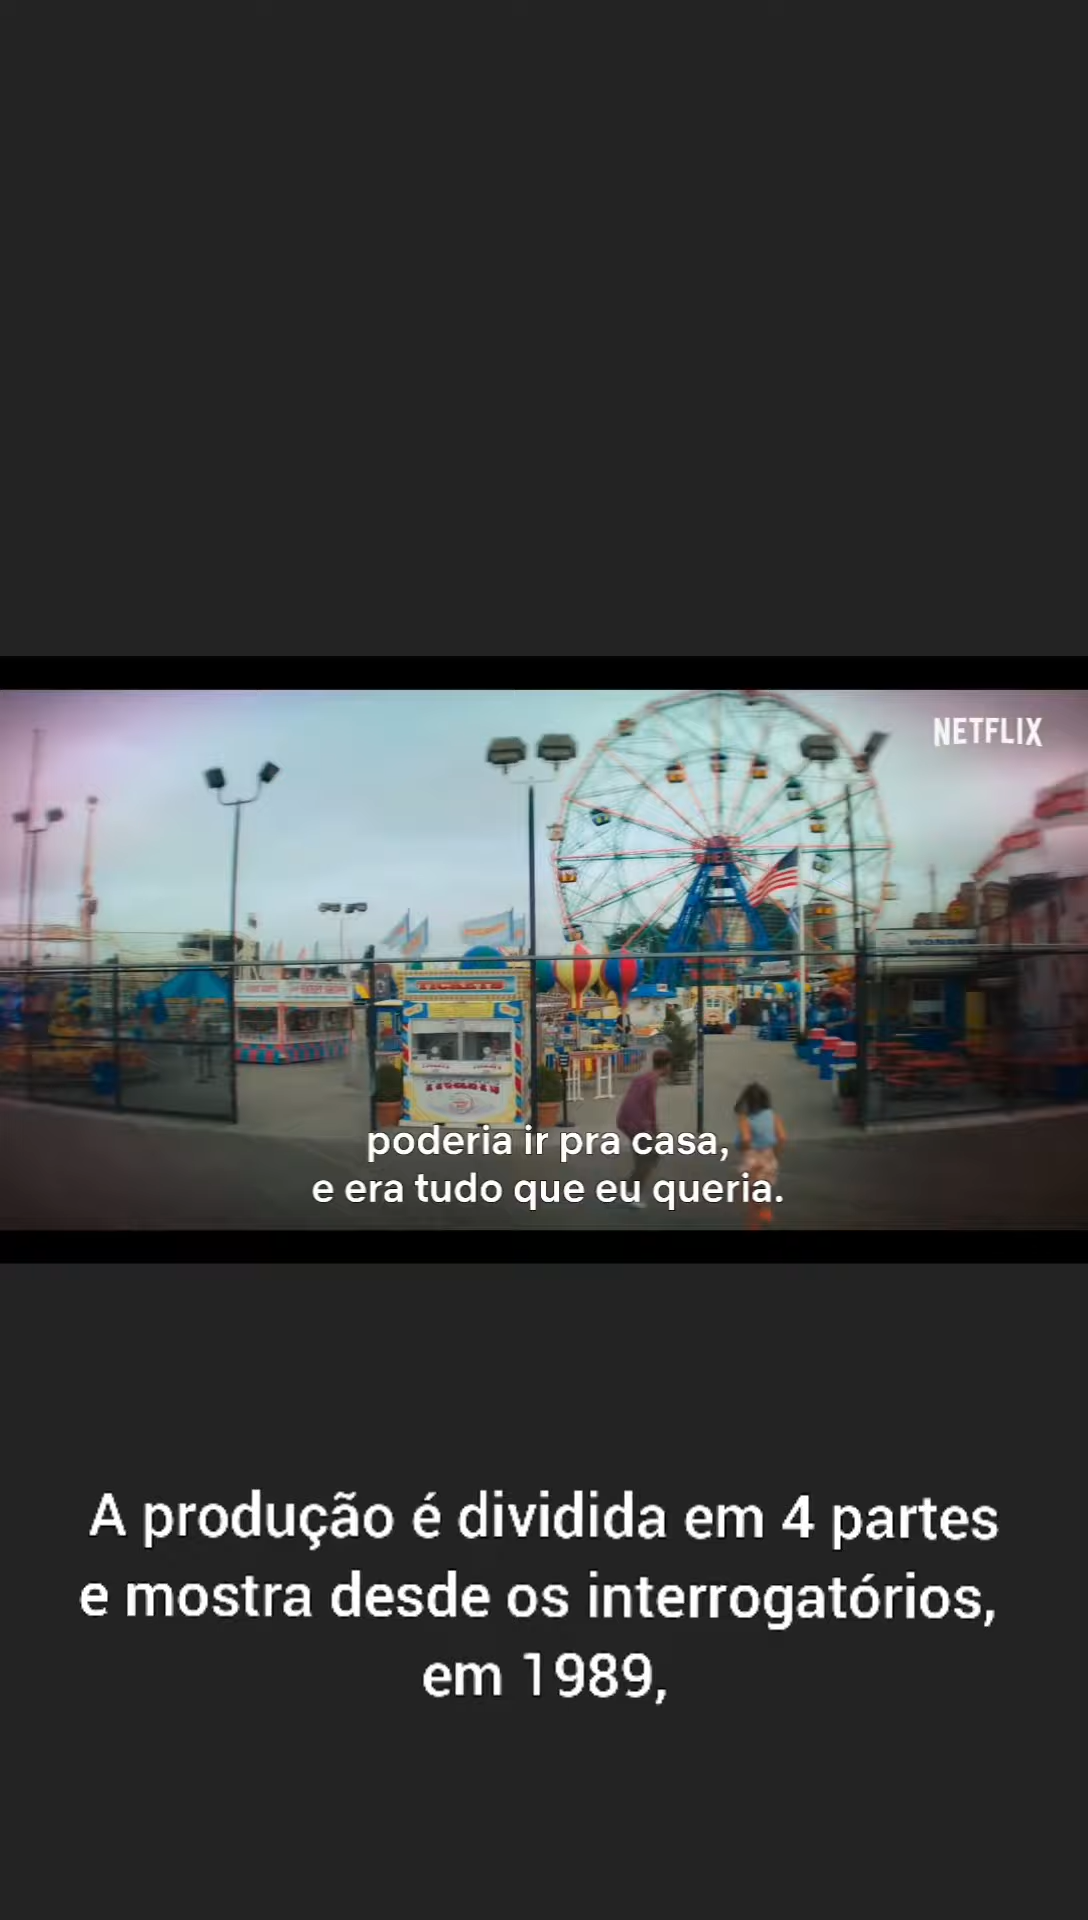 NETFLIX
poderia ir pra casa,
e era tudo que eu queria.
A produção é dividida em 4 partes
e mostra desde os interrogatórios,
em 1989,